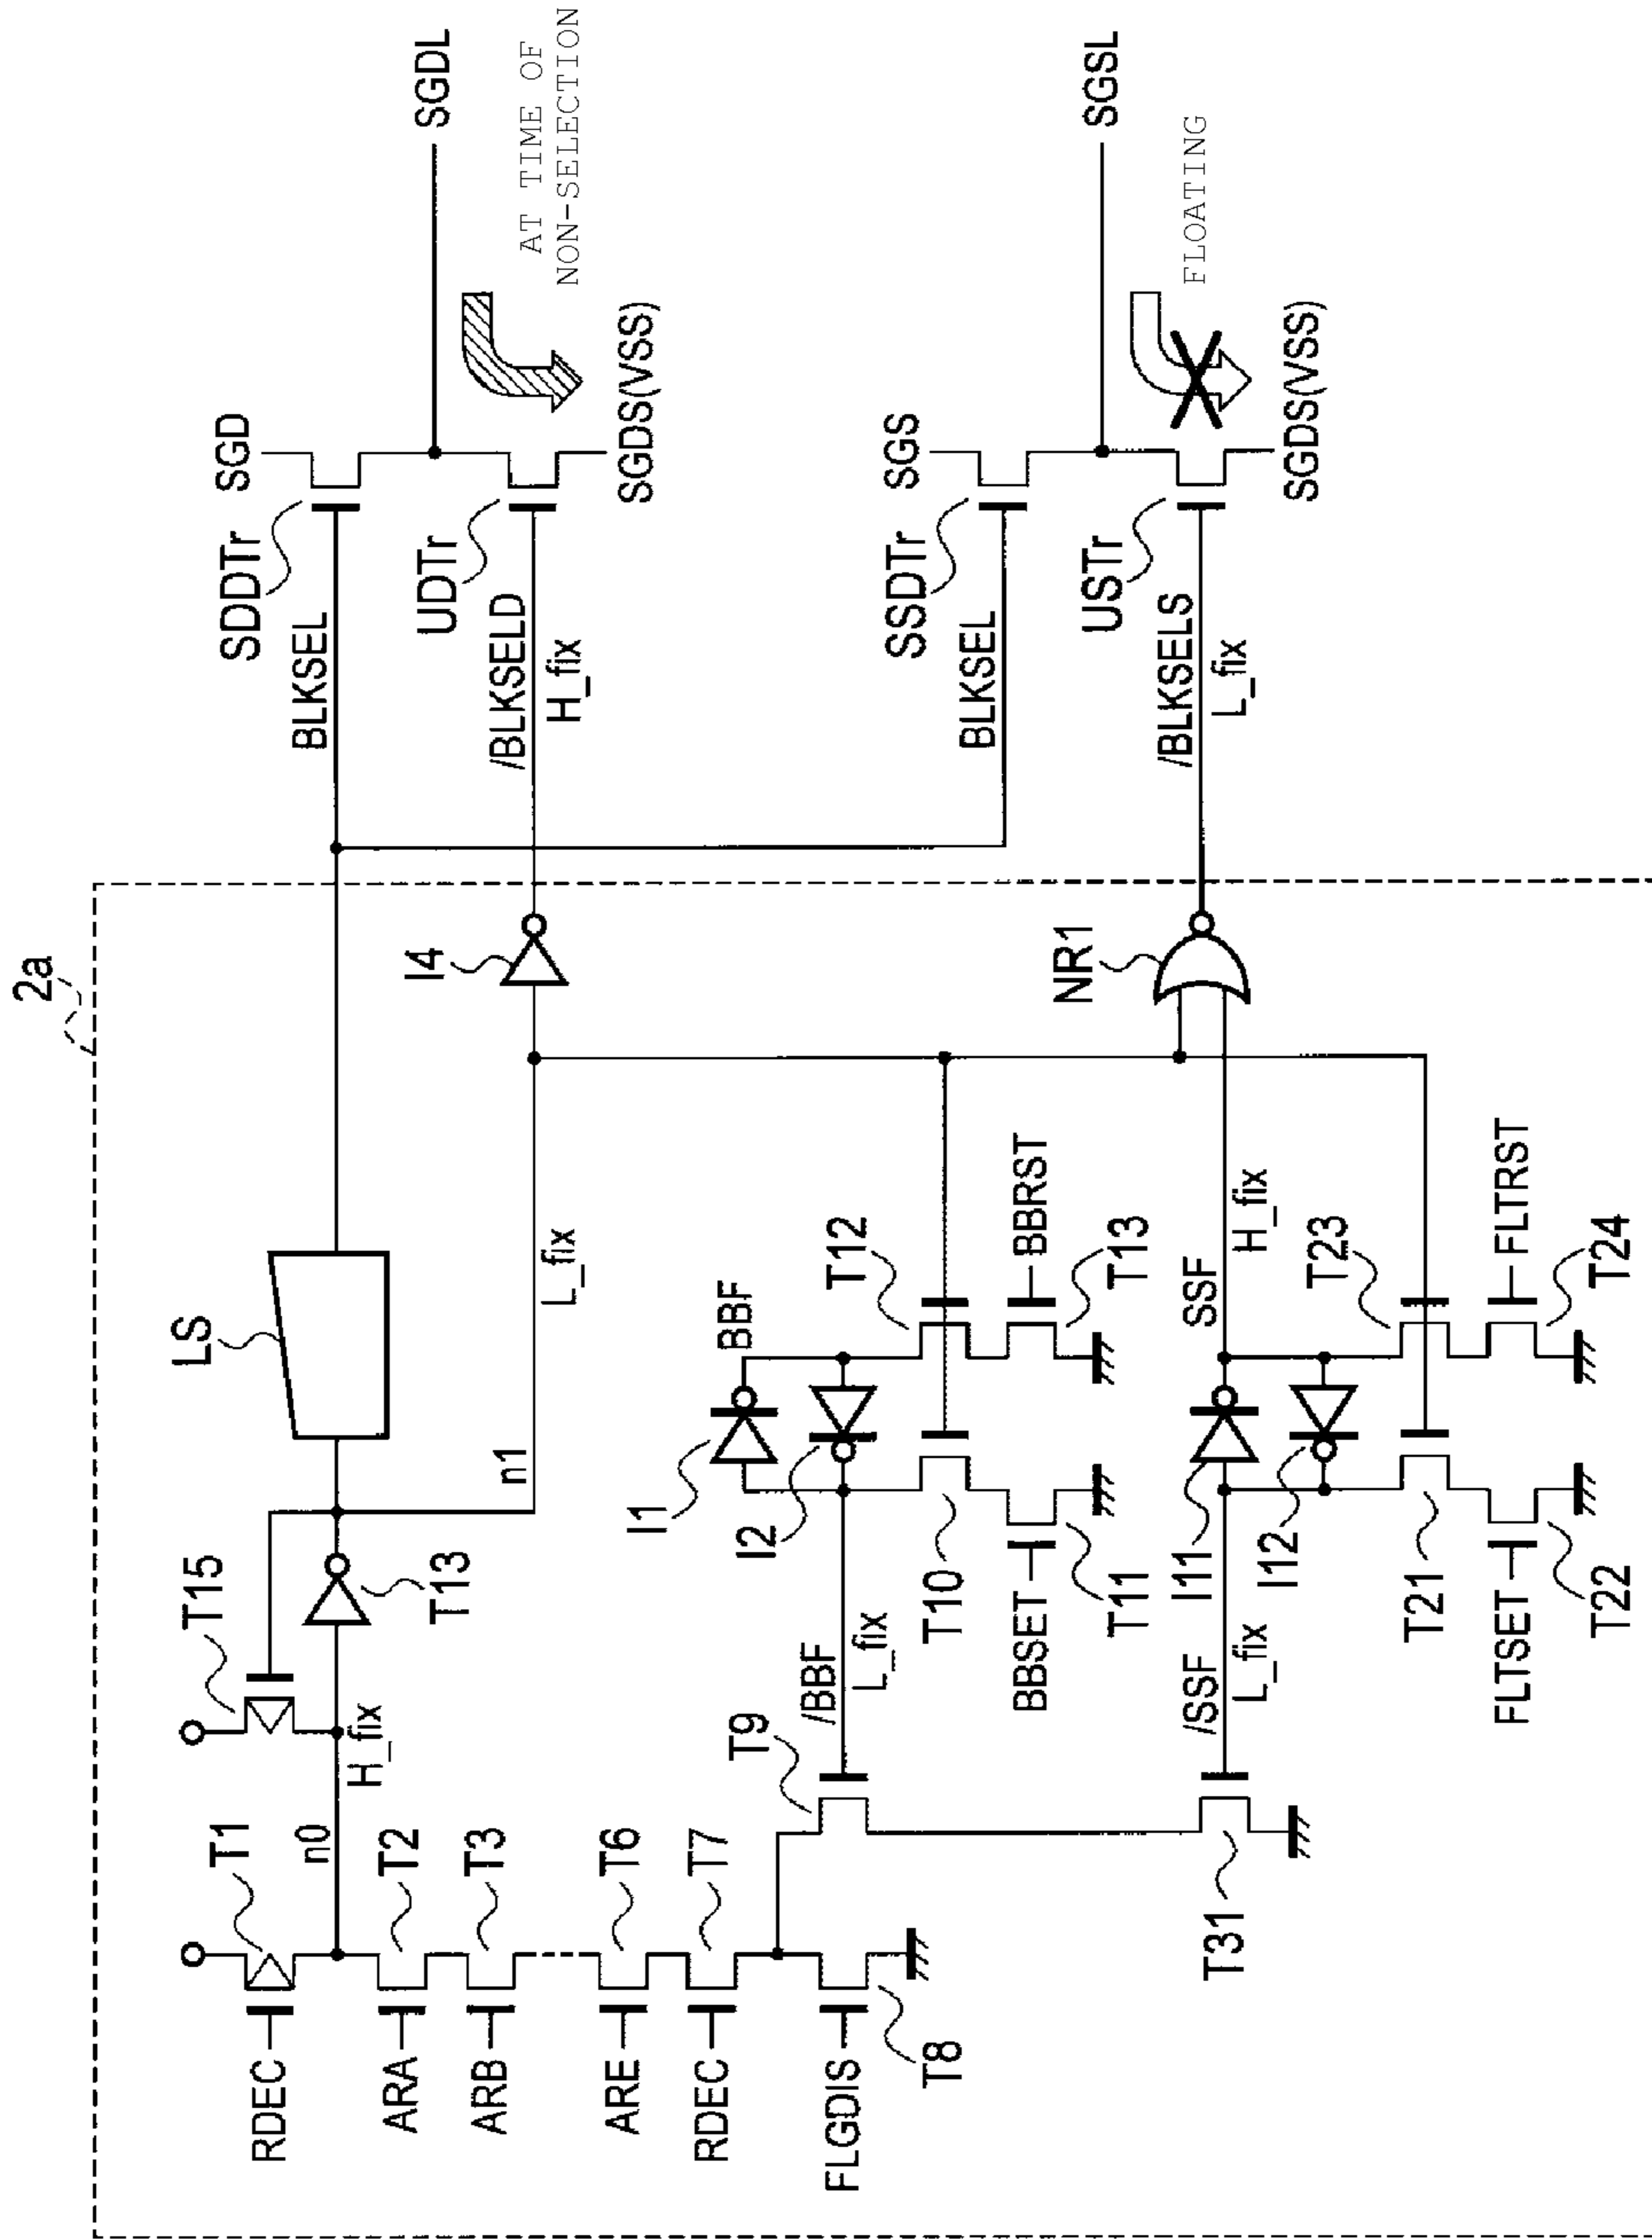 2a
SGD
SDDTr
BLKSEL
SGDL
AT TIME OF
NON-SELECTION
UDTr
/BLKSELD
H_fix
SGDS(VSS)
SGS
SSDTr
BLKSEL
SGSL
FLOATING
USTr
/BLKSELS
L_fix
SGDS(VSS)
I4
NR1
LS
T15
T13
n1
L_fix
T1
n0
H_fix
RDEC
ARA
T2
ARB
T3
ARE
T6
RDEC
T7
FLGDIS
T8
T9
/BBF
L_fix
I1
I2
BBF
T12
BBRST
T13
T10
BBSET
T11
T31
/SSF
L_fix
I11
I12
SSF
H_fix
T23
FLTRST
T24
T21
FLTSET
T22